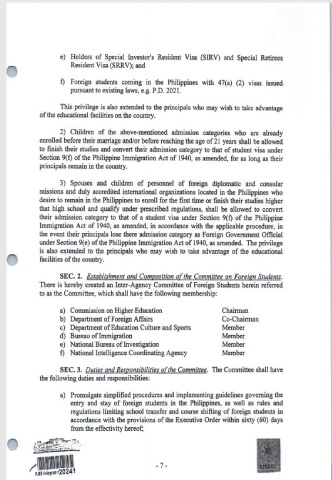 e) Holders of Special Investor's Resident Visa (SIRV) and Special Retirees
Resident Visa (SRRV); and
f) Foreign students coming in the Philippines with 47(a) (2) visas issued
pursuant to existing laws, e.g. P.D. 2021.
This privilege is also extended to the principals who may wish to take advantage
of the educational facilities on the country.
2) Children of the above-mentioned admission categories who are already
enrolled before their marriage and/or before reaching the age of 21 years shall be allowed
to finish their studies and convert their admission category to that of student visa under
Section 9(f) of the Philippine Immigration Act of 1940, as amended, for as long as their
principals remain in the country.
3) Spouses and children of personnel of foreign diplomatic and consular
missions and duly accredited international organizations located in the Philippines who
desire to remain in the Philippines to enroll for the first time or finish their studies higher
that high school and qualify under prescribed regulations, shall be allowed to convert
their admission category to that of a student visa under Section 9(f) of the Philippine
Immigration Act of 1940, as amended, in accordance with the applicable procedure, in
the event their principals lose there admission category as Foreign Government Official
under Section 9(e) of the Philippine Immigration Act of 1940, as amended. The privilege
is also extended to the principals who may wish to take advantage of the educational
facilities of the country.
SEC. 2. Establishment and Composition of the Committee on Foreign Students.
There is hereby created an Inter-Agency Committee of Foreign Students herein referred
to as the Committee, which shall have the following membership:
a) Commission on Higher Education Chairman
b) Department of Foreign Affairs Co-Chairman
c) Department of Education Culture and Sports Member
d) Bureau of Immigration Member
e) National Bureau of Investigation Member
f) National Intelligence Coordinating Agency Member
SEC. 3. Duties and Responsibilities of the Committee. The Committee shall have
the following duties and responsibilities:
a) Promulgate simplified procedures and implementing guidelines governing the
entry and stay of foreign students in the Philippines, as well as rules and
regulations limiting school transfer and course shifting of foreign students in
accordance with the provisions of the Executive Order within sixty (60) days
from the effectivity hereof;
- 7 -